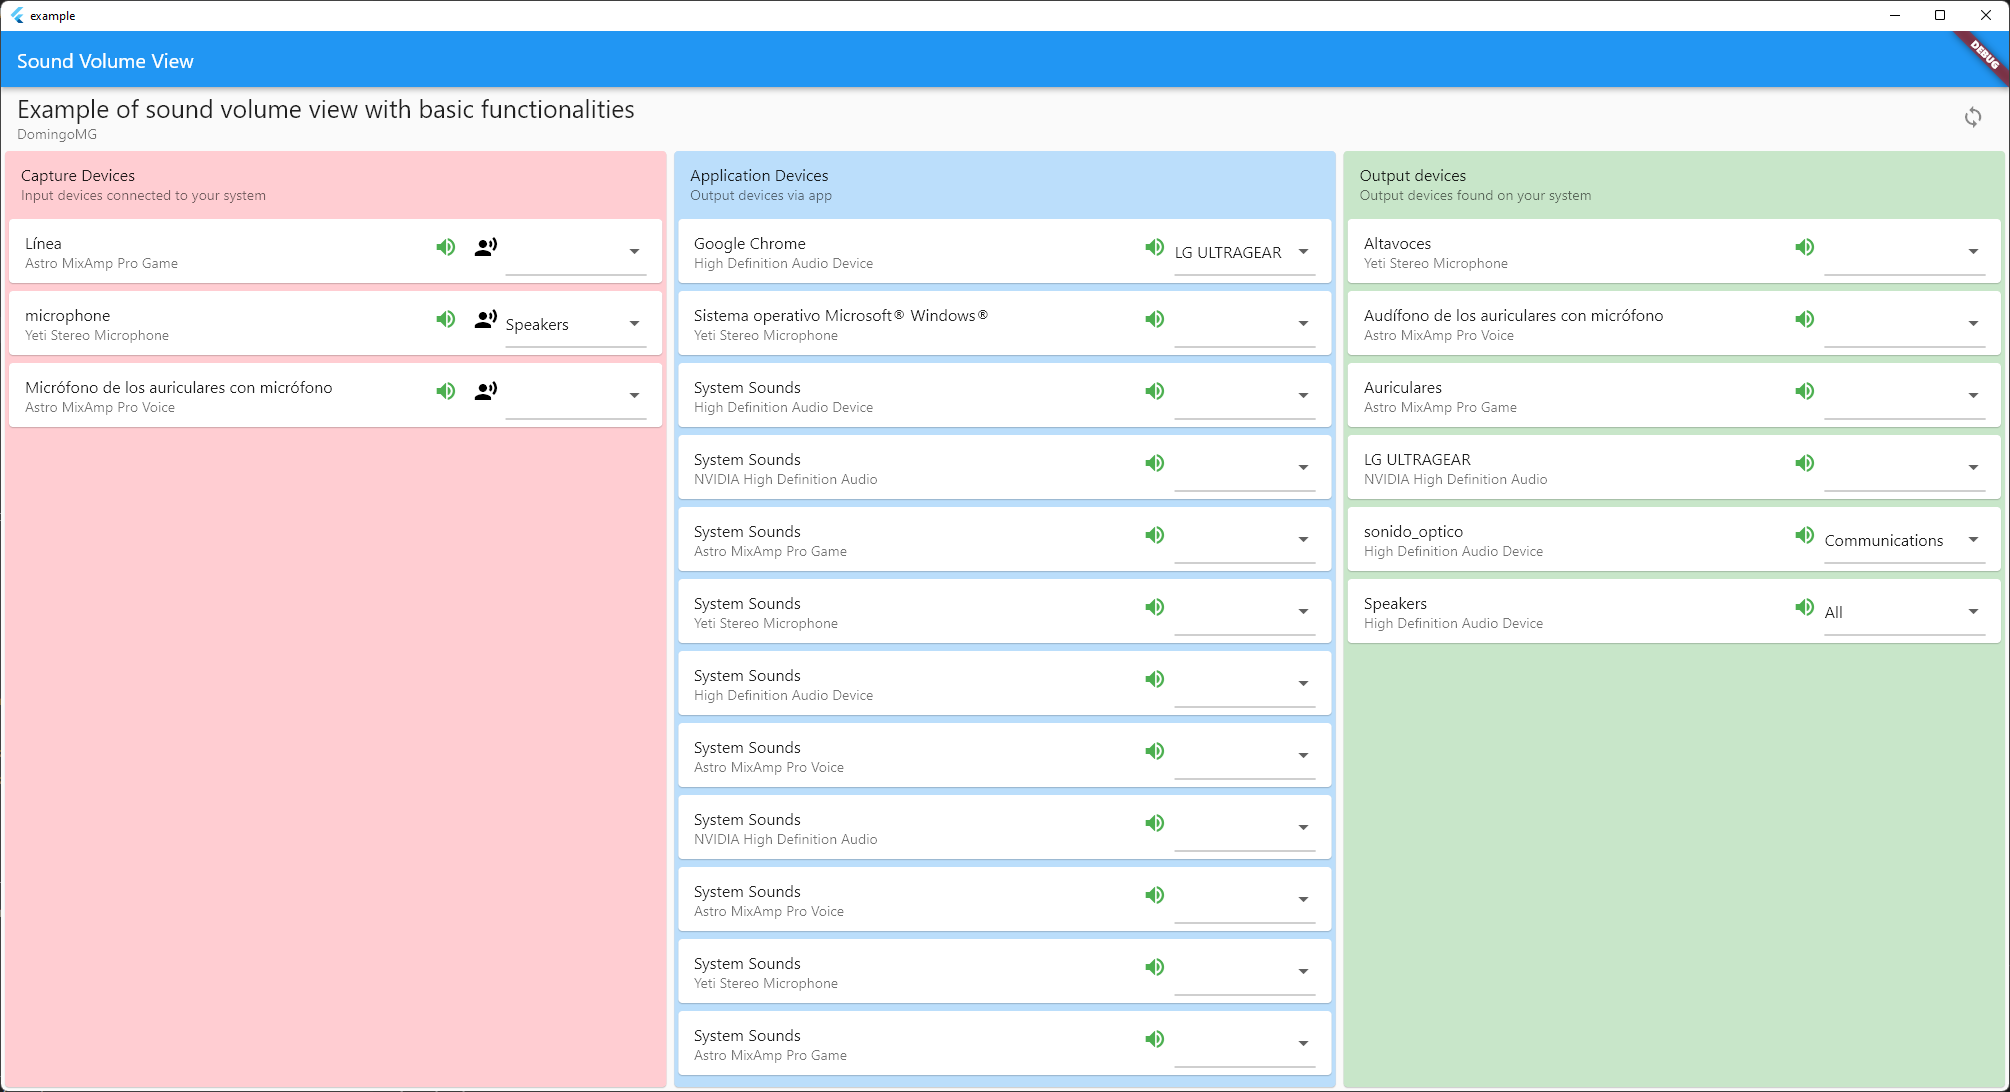 example
Sound Volume View
DEBUG
Example of sound volume view with basic functionalities
DomingoMG
Capture Devices
Input devices connected to your system
Línea
Astro MixAmp Pro Game
microphone
Yeti Stereo Microphone
Speakers
Micrófono de los auriculares con micrófono
Astro MixAmp Pro Voice
Application Devices
Output devices via app
Google Chrome
High Definition Audio Device
LG ULTRAGEAR
Sistema operativo Microsoft® Windows®
Yeti Stereo Microphone
System Sounds
High Definition Audio Device
System Sounds
NVIDIA High Definition Audio
System Sounds
Astro MixAmp Pro Game
System Sounds
Yeti Stereo Microphone
System Sounds
High Definition Audio Device
System Sounds
Astro MixAmp Pro Voice
System Sounds
NVIDIA High Definition Audio
System Sounds
Astro MixAmp Pro Voice
System Sounds
Yeti Stereo Microphone
System Sounds
Astro MixAmp Pro Game
Output devices
Output devices found on your system
Altavoces
Yeti Stereo Microphone
Audífono de los auriculares con micrófono
Astro MixAmp Pro Voice
Auriculares
Astro MixAmp Pro Game
LG ULTRAGEAR
NVIDIA High Definition Audio
sonido_optico
High Definition Audio Device
Communications
Speakers
High Definition Audio Device
All